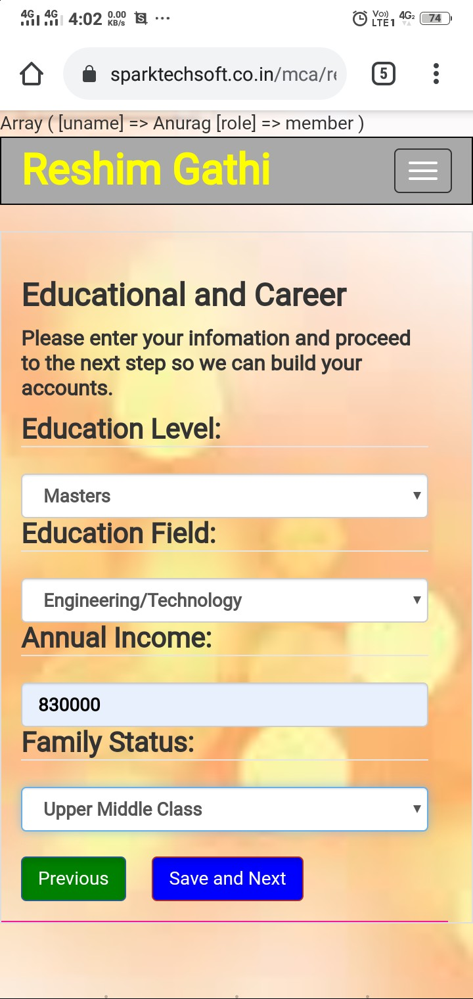 4G 4G 4:02 0.00 KB/s S ... Vo)) LTE1 4G2 74
sparktechsoft.co.in/mca/re 5
Array ( [uname] => Anurag [role] => member )
Reshim Gathi
Educational and Career
Please enter your infomation and proceed
to the next step so we can build your
accounts.
Education Level:
Masters
Education Field:
Engineering/Technology
Annual Income:
830000
Family Status:
Upper Middle Class
Previous Save and Next